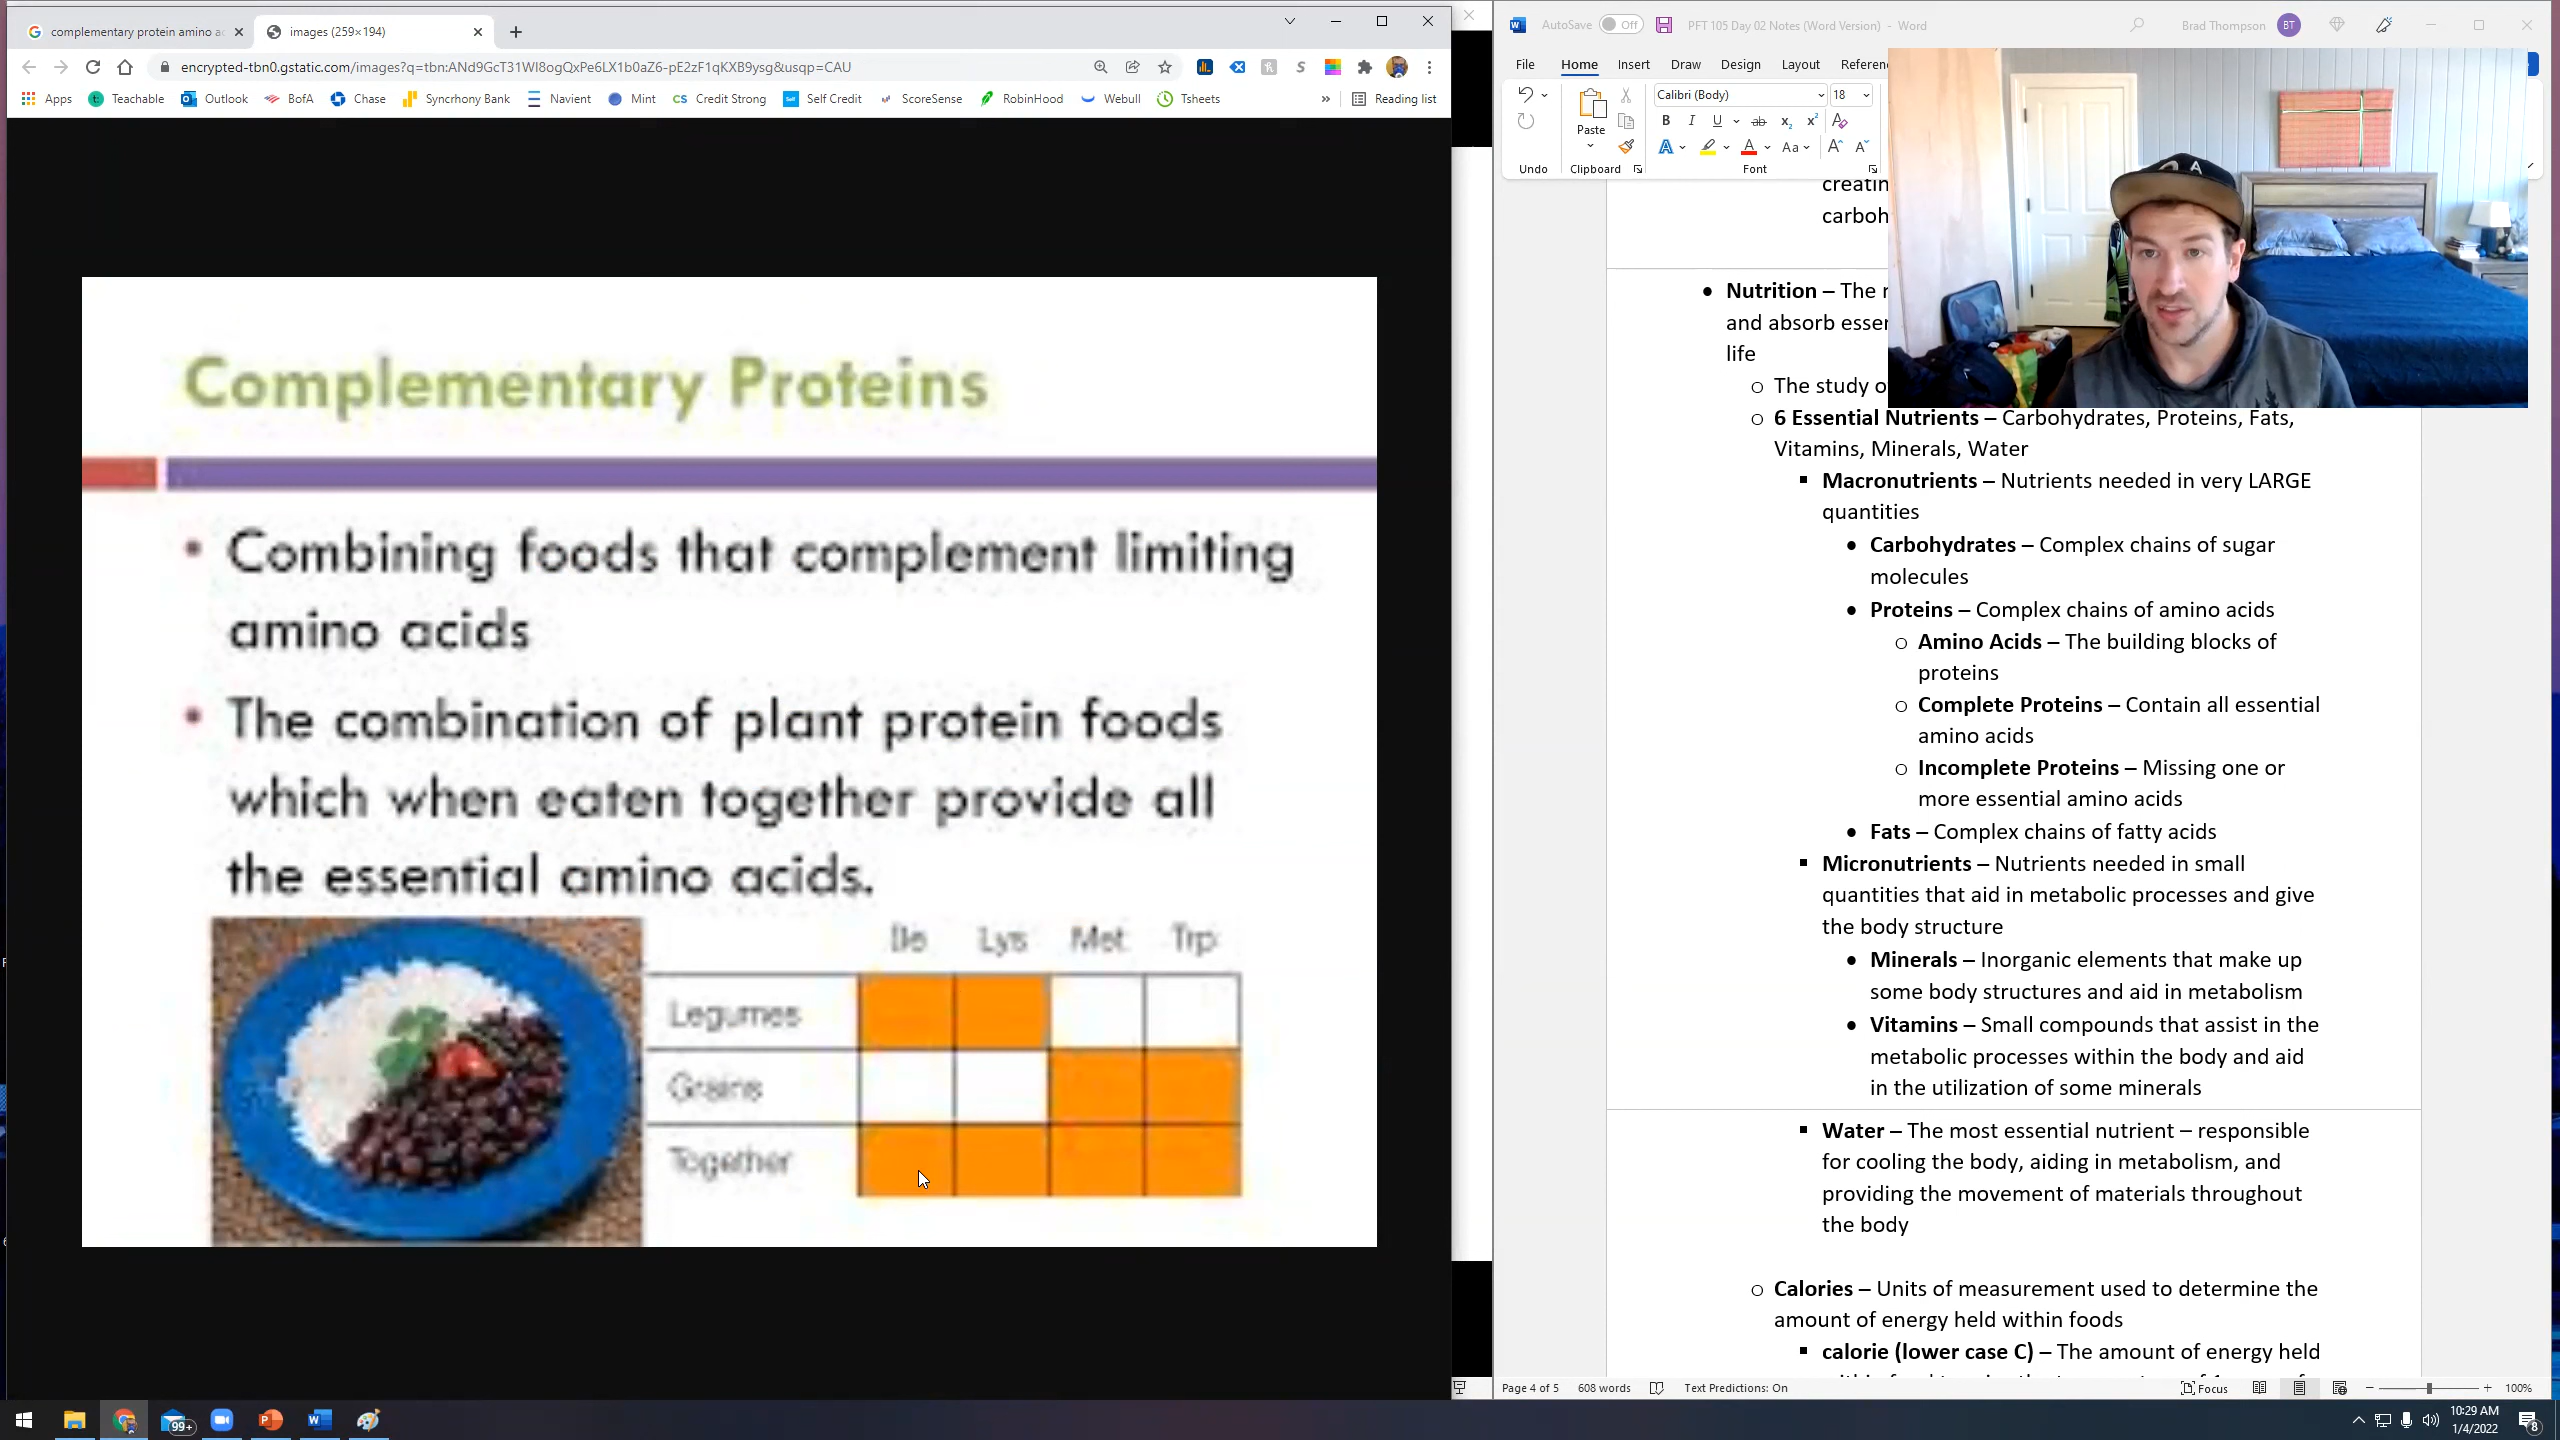 complementary protein amino a
images (259×194)
encrypted-tbn0.gstatic.com/images?q=tbn:ANd9GcT31Wl8ogQxPe6LX1b0aZ6-pE2zF1qKXB9ysg&usqp=CAU
Apps Teachable Outlook BofA Chase Syncrhony Bank Navient Mint Credit Strong Self Credit ScoreSense RobinHood Webull Tsheets » Reading list
Complementary Proteins
• Combining foods that complement limiting
amino acids
• The combination of plant protein foods
which when eaten together provide all
the essential amino acids.
Ile Lys Met Trp
Legumes
Grains
Together
AutoSave Off PFT 105 Day 02 Notes (Word Version) - Word Brad Thompson BT
File Home Insert Draw Design Layout Referen
Calibri (Body) 18
Paste
Undo Clipboard Font
creatin
carboh
• Nutrition – The
and absorb esse
life
o The study o
o 6 Essential Nutrients – Carbohydrates, Proteins, Fats,
Vitamins, Minerals, Water
▪ Macronutrients – Nutrients needed in very LARGE
quantities
• Carbohydrates – Complex chains of sugar
molecules
• Proteins – Complex chains of amino acids
o Amino Acids – The building blocks of
proteins
o Complete Proteins – Contain all essential
amino acids
o Incomplete Proteins – Missing one or
more essential amino acids
• Fats – Complex chains of fatty acids
▪ Micronutrients – Nutrients needed in small
quantities that aid in metabolic processes and give
the body structure
• Minerals – Inorganic elements that make up
some body structures and aid in metabolism
• Vitamins – Small compounds that assist in the
metabolic processes within the body and aid
in the utilization of some minerals
▪ Water – The most essential nutrient – responsible
for cooling the body, aiding in metabolism, and
providing the movement of materials throughout
the body
o Calories – Units of measurement used to determine the
amount of energy held within foods
▪ calorie (lower case C) – The amount of energy held
Page 4 of 5 608 words Text Predictions: On Focus 100%
99+
10:29 AM
1/4/2022
8